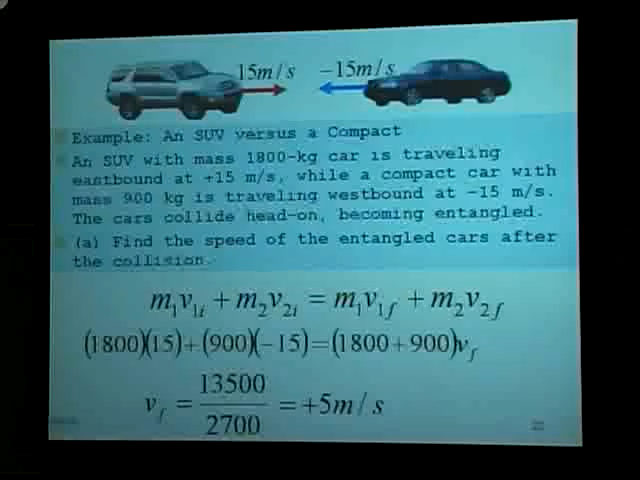 15m/s  −15m/s
Example: An SUV versus a Compact
An SUV with mass 1800-kg car is traveling
eastbound at +15 m/s, while a compact car with
mass 900 kg is traveling westbound at −15 m/s.
The cars collide head-on, becoming entangled.
(a) Find the speed of the entangled cars after
the collision.
m₁v₁ᵢ + m₂v₂ᵢ = m₁v₁f + m₂v₂f
(1800)(15)+(900)(−15)=(1800+900)vf
vf = 13500/2700 = +5m/s